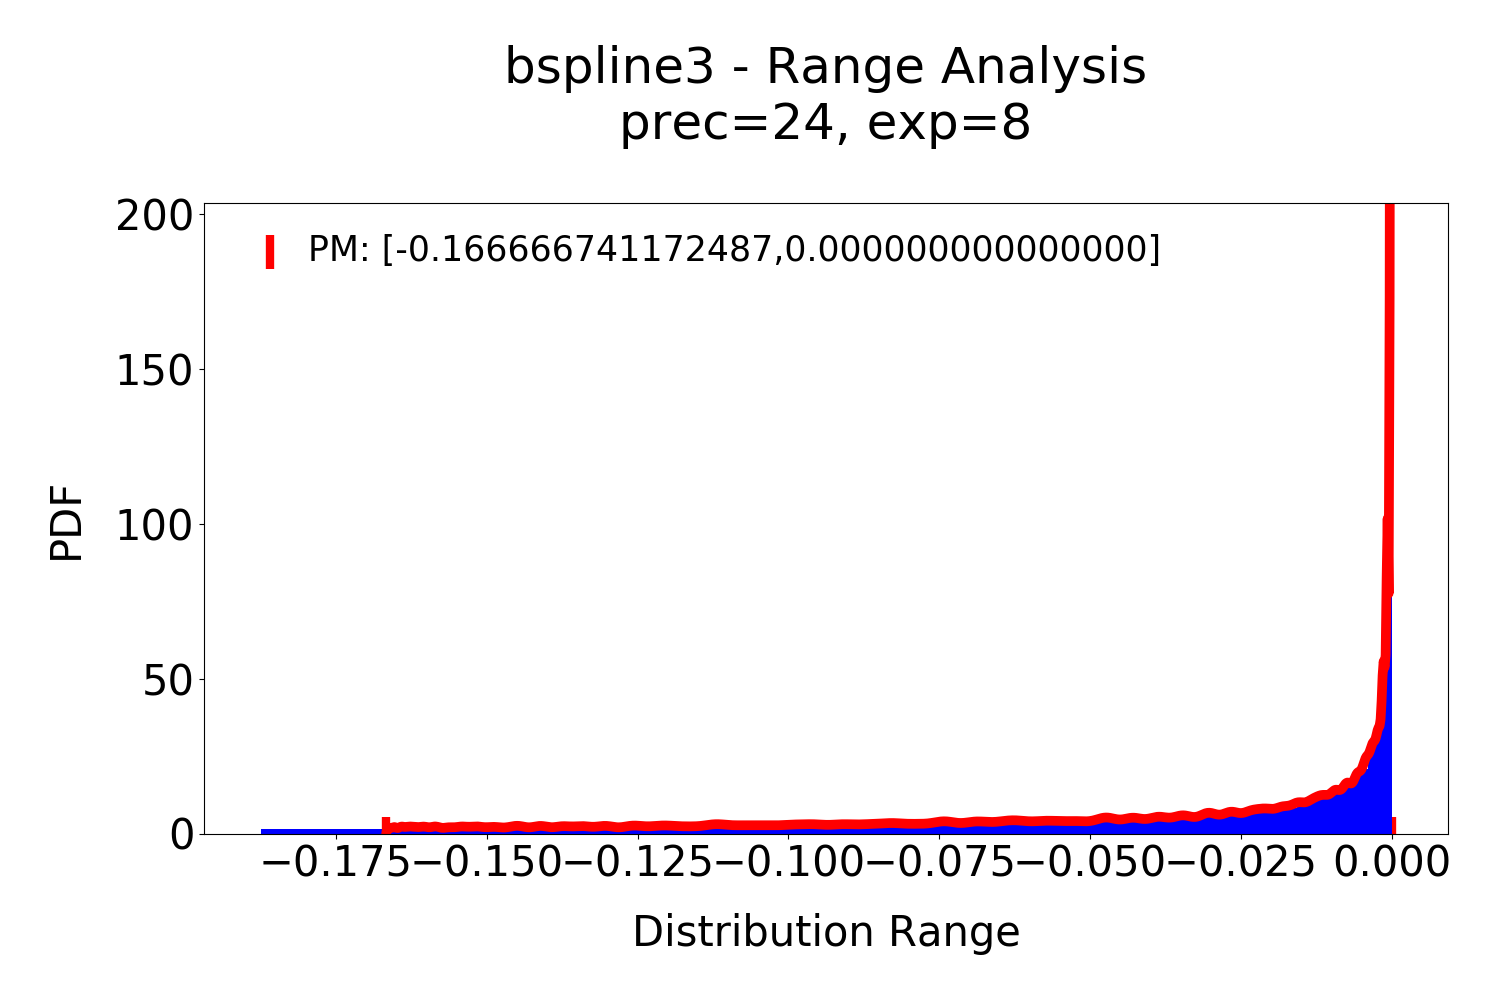 bspline3 - Range Analysis
prec=24, exp=8
PM: [-0.166666741172487,0.000000000000000]
200
150
100
50
0
PDF
−0.175 −0.150 −0.125 −0.100 −0.075 −0.050 −0.025 0.000
Distribution Range